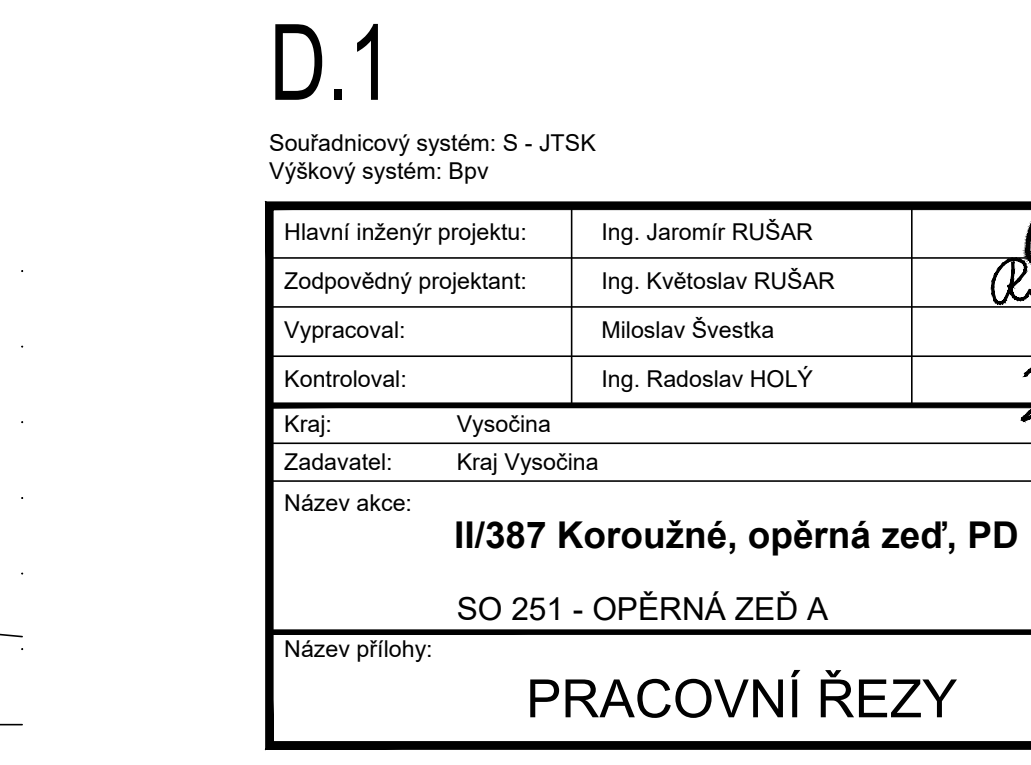 D.1
Souřadnicový systém: S - JTSK
Výškový systém: Bpv
Hlavní inženýr projektu: Ing. Jaromír RUŠAR
Zodpovědný projektant: Ing. Květoslav RUŠAR
Vypracoval: Miloslav Švestka
Kontroloval: Ing. Radoslav HOLÝ
Kraj: Vysočina
Zadavatel: Kraj Vysočina
Název akce:
II/387 Koroužné, opěrná zeď, PD
SO 251 - OPĚRNÁ ZEĎ A
Název přílohy:
PRACOVNÍ ŘEZY